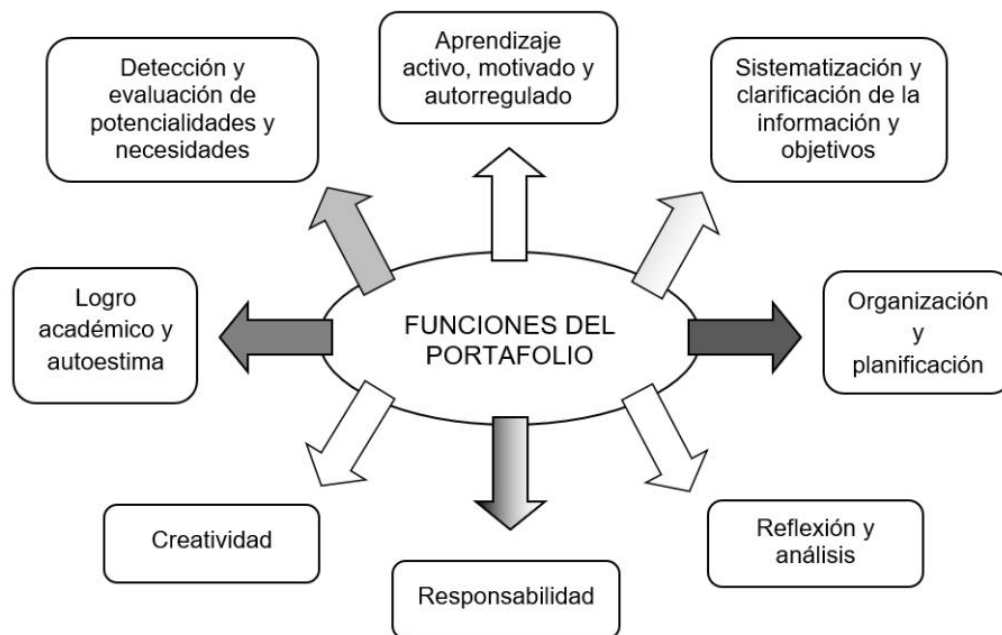 Aprendizaje
activo, motivado y
autorregulado
Detección y
evaluación de
potencialidades y
necesidades
Sistematización y
clarificación de la
información y
objetivos
Logro
académico y
autoestima
FUNCIONES DEL
PORTAFOLIO
Organización
y
planificación
Creatividad
Responsabilidad
Reflexión y
análisis